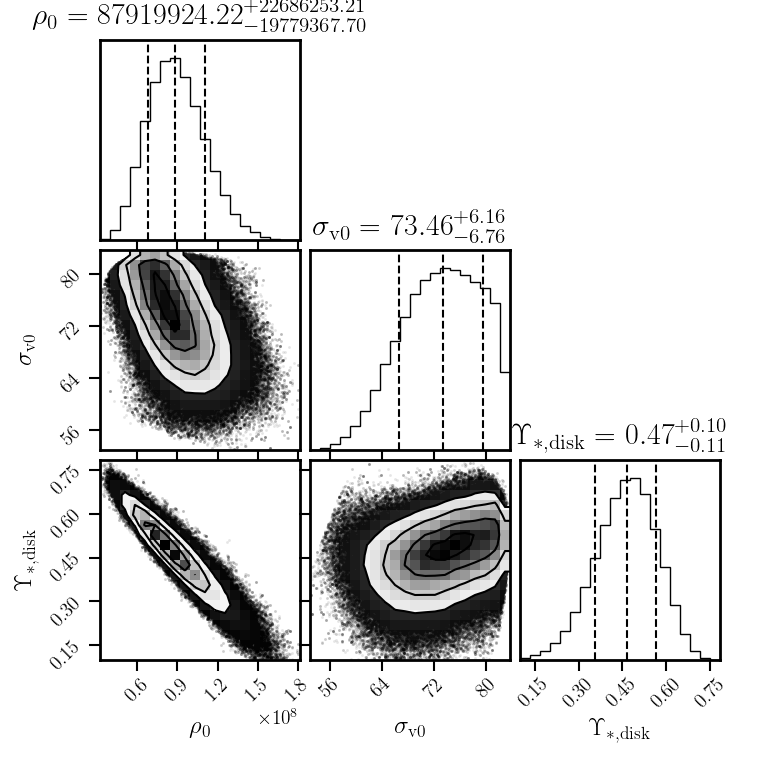 ρ₀ = 87919924.22 +22686253.21 −19779367.70
σᵥ₀ = 73.46 +6.16 −6.76
80
72
64
56
σᵥ₀
ϒ*,disk = 0.47 +0.10 −0.11
0.75
0.60
0.45
0.30
0.15
ϒ*,disk
0.6 0.9 1.2 1.5 1.8
×10⁸
ρ₀
56 64 72 80
σᵥ₀
0.15 0.30 0.45 0.60 0.75
ϒ*,disk